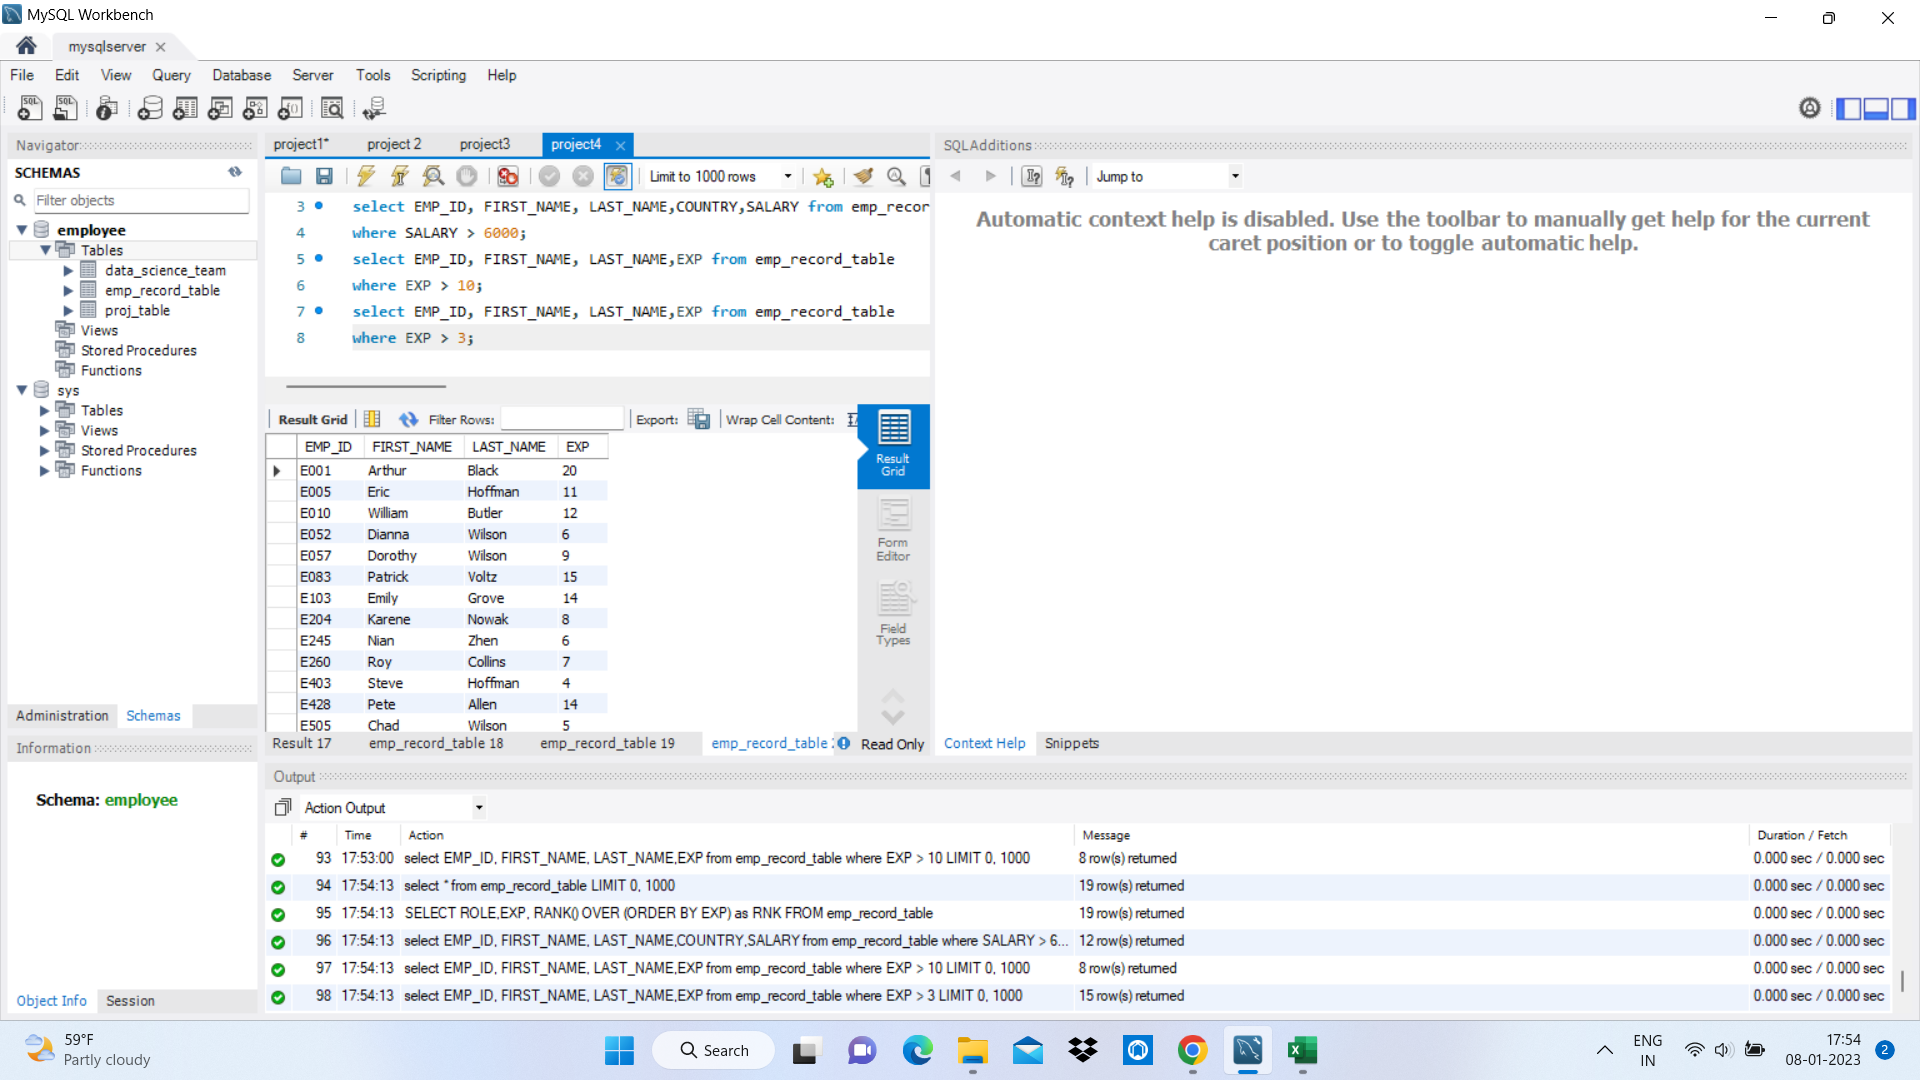 MySQL Workbench
mysqlserver
File Edit View Query Database Server Tools Scripting Help
Navigator
SCHEMAS
Filter objects
employee
Tables
data_science_team
emp_record_table
proj_table
Views
Stored Procedures
Functions
sys
Tables
Views
Stored Procedures
Functions
Administration Schemas
Information
Schema: employee
Object Info Session
project1* project 2 project3 project4
Limit to 1000 rows
3 select EMP_ID, FIRST_NAME, LAST_NAME,COUNTRY,SALARY from emp_recor
4 where SALARY > 6000;
5 select EMP_ID, FIRST_NAME, LAST_NAME,EXP from emp_record_table
6 where EXP > 10;
7 select EMP_ID, FIRST_NAME, LAST_NAME,EXP from emp_record_table
8 where EXP > 3;
Result Grid Filter Rows: Export: Wrap Cell Content:
EMP_ID FIRST_NAME LAST_NAME EXP
E001 Arthur Black 20
E005 Eric Hoffman 11
E010 William Butler 12
E052 Dianna Wilson 6
E057 Dorothy Wilson 9
E083 Patrick Voltz 15
E103 Emily Grove 14
E204 Karene Nowak 8
E245 Nian Zhen 6
E260 Roy Collins 7
E403 Steve Hoffman 4
E428 Pete Allen 14
E505 Chad Wilson 5
Result
Grid
Form
Editor
Field
Types
Result 17 emp_record_table 18 emp_record_table 19 emp_record_table Read Only
SQLAdditions
Jump to
Automatic context help is disabled. Use the toolbar to manually get help for the current
caret position or to toggle automatic help.
Context Help Snippets
Output
Action Output
# Time Action Message Duration / Fetch
93 17:53:00 select EMP_ID, FIRST_NAME, LAST_NAME,EXP from emp_record_table where EXP > 10 LIMIT 0, 1000 8 row(s) returned 0.000 sec / 0.000 sec
94 17:54:13 select * from emp_record_table LIMIT 0, 1000 19 row(s) returned 0.000 sec / 0.000 sec
95 17:54:13 SELECT ROLE,EXP, RANK() OVER (ORDER BY EXP) as RNK FROM emp_record_table 19 row(s) returned 0.000 sec / 0.000 sec
96 17:54:13 select EMP_ID, FIRST_NAME, LAST_NAME,COUNTRY,SALARY from emp_record_table where SALARY > 6... 12 row(s) returned 0.000 sec / 0.000 sec
97 17:54:13 select EMP_ID, FIRST_NAME, LAST_NAME,EXP from emp_record_table where EXP > 10 LIMIT 0, 1000 8 row(s) returned 0.000 sec / 0.000 sec
98 17:54:13 select EMP_ID, FIRST_NAME, LAST_NAME,EXP from emp_record_table where EXP > 3 LIMIT 0, 1000 15 row(s) returned 0.000 sec / 0.000 sec
59°F
Partly cloudy
Search
ENG
IN
17:54
08-01-2023
2